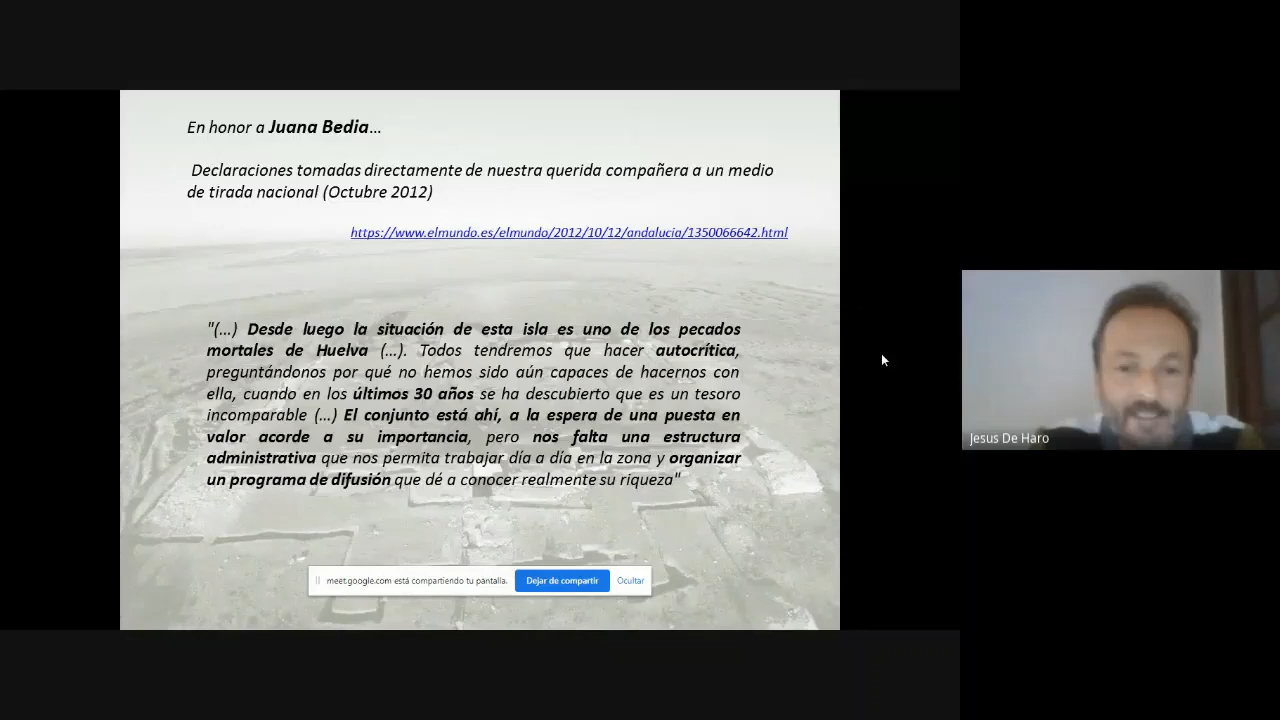 En honor a Juana Bedia...
Declaraciones tomadas directamente de nuestra querida compañera a un medio
de tirada nacional (Octubre 2012)
https://www.elmundo.es/elmundo/2012/10/12/andalucia/1350066642.html
"(...) Desde luego la situación de esta isla es uno de los pecados
mortales de Huelva (...). Todos tendremos que hacer autocrítica,
preguntándonos por qué no hemos sido aún capaces de hacernos con
ella, cuando en los últimos 30 años se ha descubierto que es un tesoro
incomparable (...) El conjunto está ahí, a la espera de una puesta en
valor acorde a su importancia, pero nos falta una estructura
administrativa que nos permita trabajar día a día en la zona y organizar
un programa de difusión que dé a conocer realmente su riqueza"
meet.google.com está compartiendo tu pantalla. Dejar de compartir Ocultar
Jesus De Haro